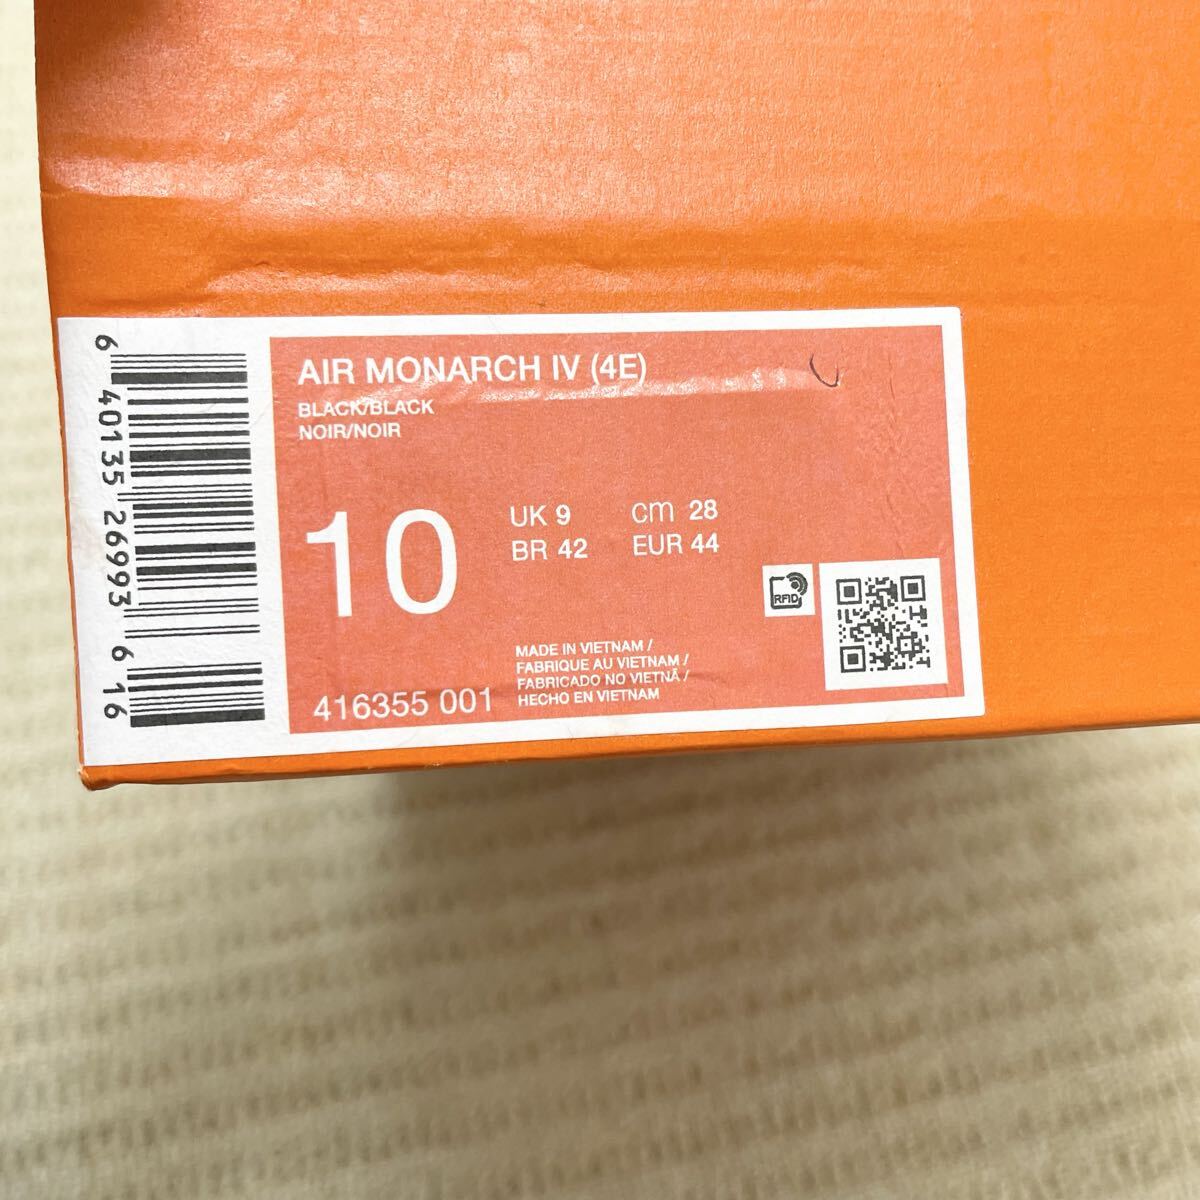 AIR MONARCH IV (4E)
BLACK/BLACK
NOIR/NOIR
10
UK 9
cm 28
BR 42
EUR 44
RFID
MADE IN VIETNAM /
FABRIQUE AU VIETNAM /
FABRICADO NO VIETNÃ /
HECHO EN VIETNAM
416355 001
6 40135 26993 6 16